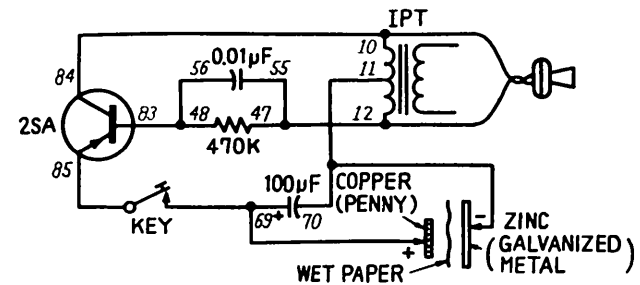 IPT
10
0.01µF
56 55
11
84
83 48 47 12
2SA
470K
85
100µF
COPPER
(PENNY)
KEY
69+ 70
−
ZINC
(GALVANIZED
METAL)
+
WET PAPER